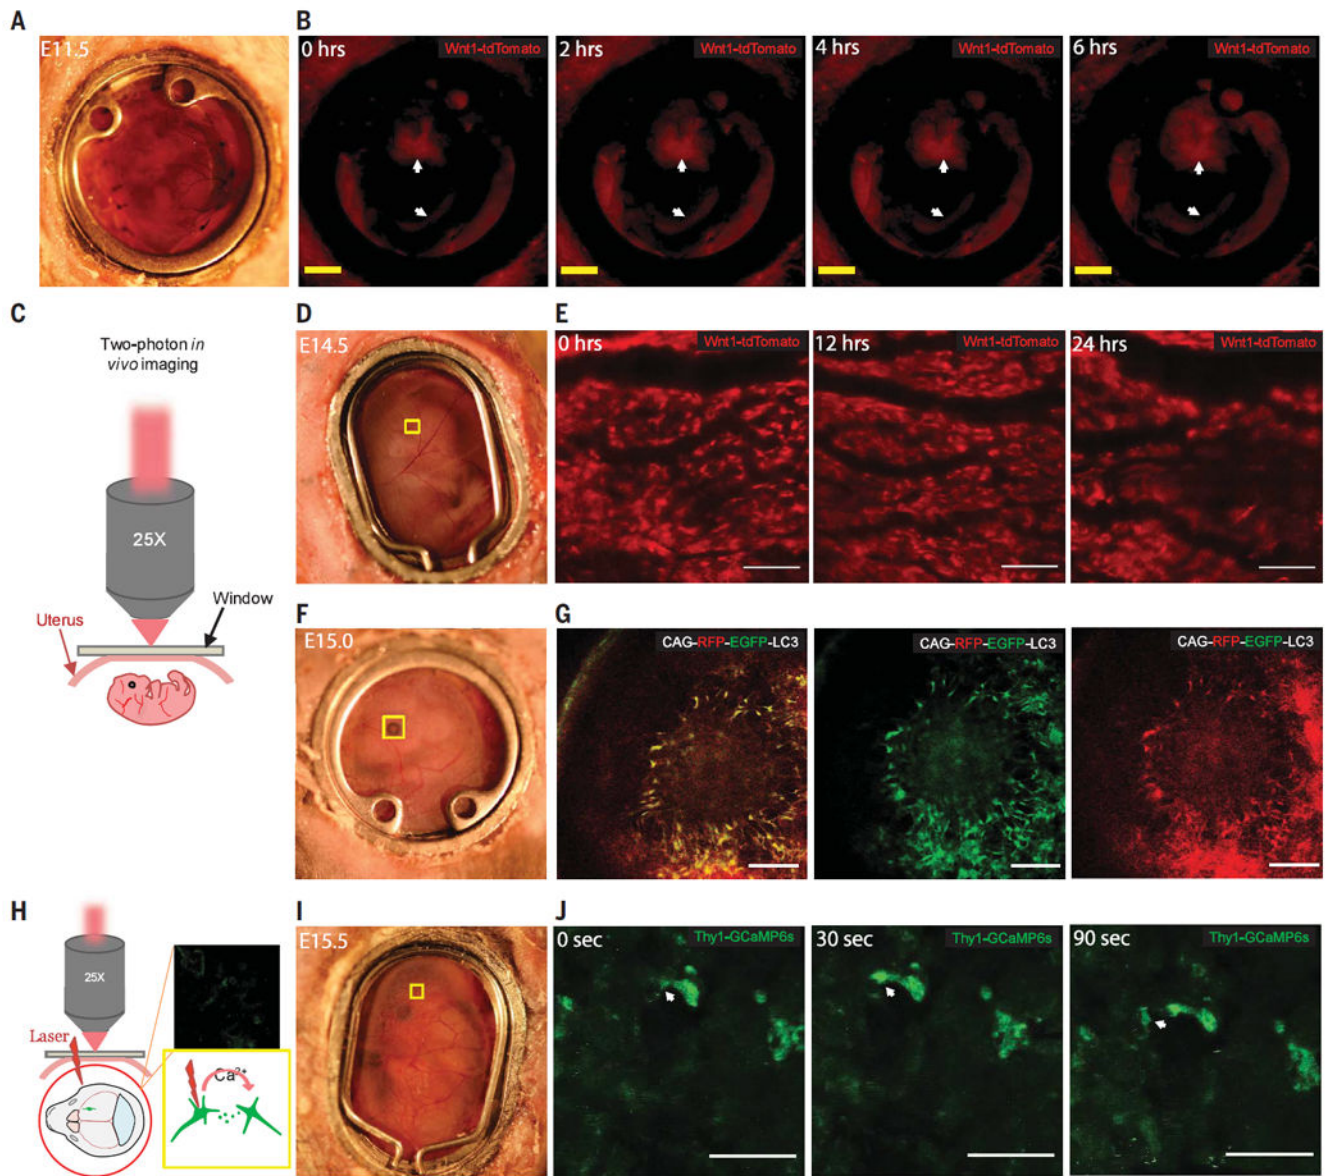 A
E11.5
B
0 hrs
Wnt1-tdTomato
2 hrs
Wnt1-tdTomato
4 hrs
Wnt1-tdTomato
6 hrs
Wnt1-tdTomato
C
Two-photon in
vivo imaging
25X
Window
Uterus
D
E14.5
E
0 hrs
Wnt1-tdTomato
12 hrs
Wnt1-tdTomato
24 hrs
Wnt1-tdTomato
F
E15.0
G
CAG-RFP-EGFP-LC3
CAG-RFP-EGFP-LC3
CAG-RFP-EGFP-LC3
H
25X
Laser
Ca²⁺
I
E15.5
J
0 sec
Thy1-GCaMP6s
30 sec
Thy1-GCaMP6s
90 sec
Thy1-GCaMP6s